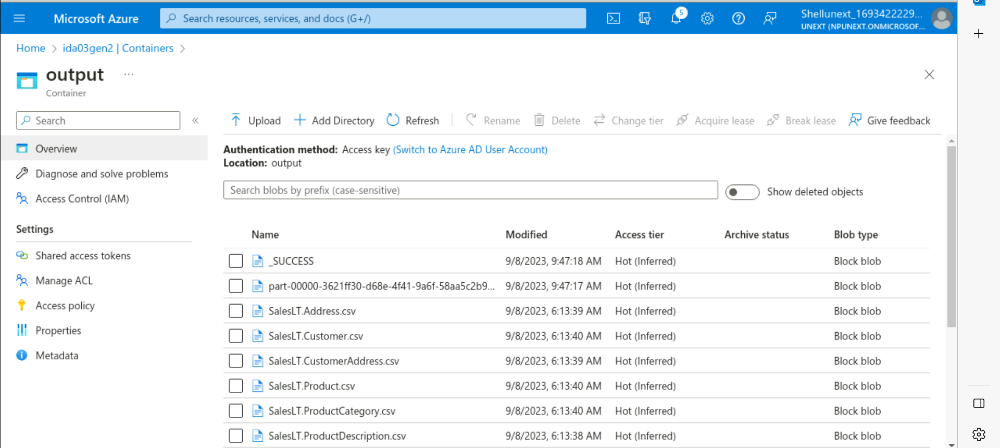 Microsoft Azure
Search resources, services, and docs (G+/)
5
Shellunext_1693422229...
UNEXT (NPUNEXT.ONMICROSOF...
Home > ida03gen2 | Containers >
output ...
Container
Search «
Overview
Diagnose and solve problems
Access Control (IAM)
Settings
Shared access tokens
Manage ACL
Access policy
Properties
Metadata
Upload Add Directory Refresh Rename Delete Change tier Acquire lease Break lease Give feedback
Authentication method: Access key (Switch to Azure AD User Account)
Location: output
Search blobs by prefix (case-sensitive) Show deleted objects
Name Modified Access tier Archive status Blob type
_SUCCESS 9/8/2023, 9:47:18 AM Hot (Inferred) Block blob
part-00000-3621ff30-d68e-4f41-9a6f-58aa5c2b9... 9/8/2023, 9:47:17 AM Hot (Inferred) Block blob
SalesLT.Address.csv 9/8/2023, 6:13:39 AM Hot (Inferred) Block blob
SalesLT.Customer.csv 9/8/2023, 6:13:40 AM Hot (Inferred) Block blob
SalesLT.CustomerAddress.csv 9/8/2023, 6:13:39 AM Hot (Inferred) Block blob
SalesLT.Product.csv 9/8/2023, 6:13:40 AM Hot (Inferred) Block blob
SalesLT.ProductCategory.csv 9/8/2023, 6:13:40 AM Hot (Inferred) Block blob
SalesLT.ProductDescription.csv 9/8/2023, 6:13:38 AM Hot (Inferred) Block blob